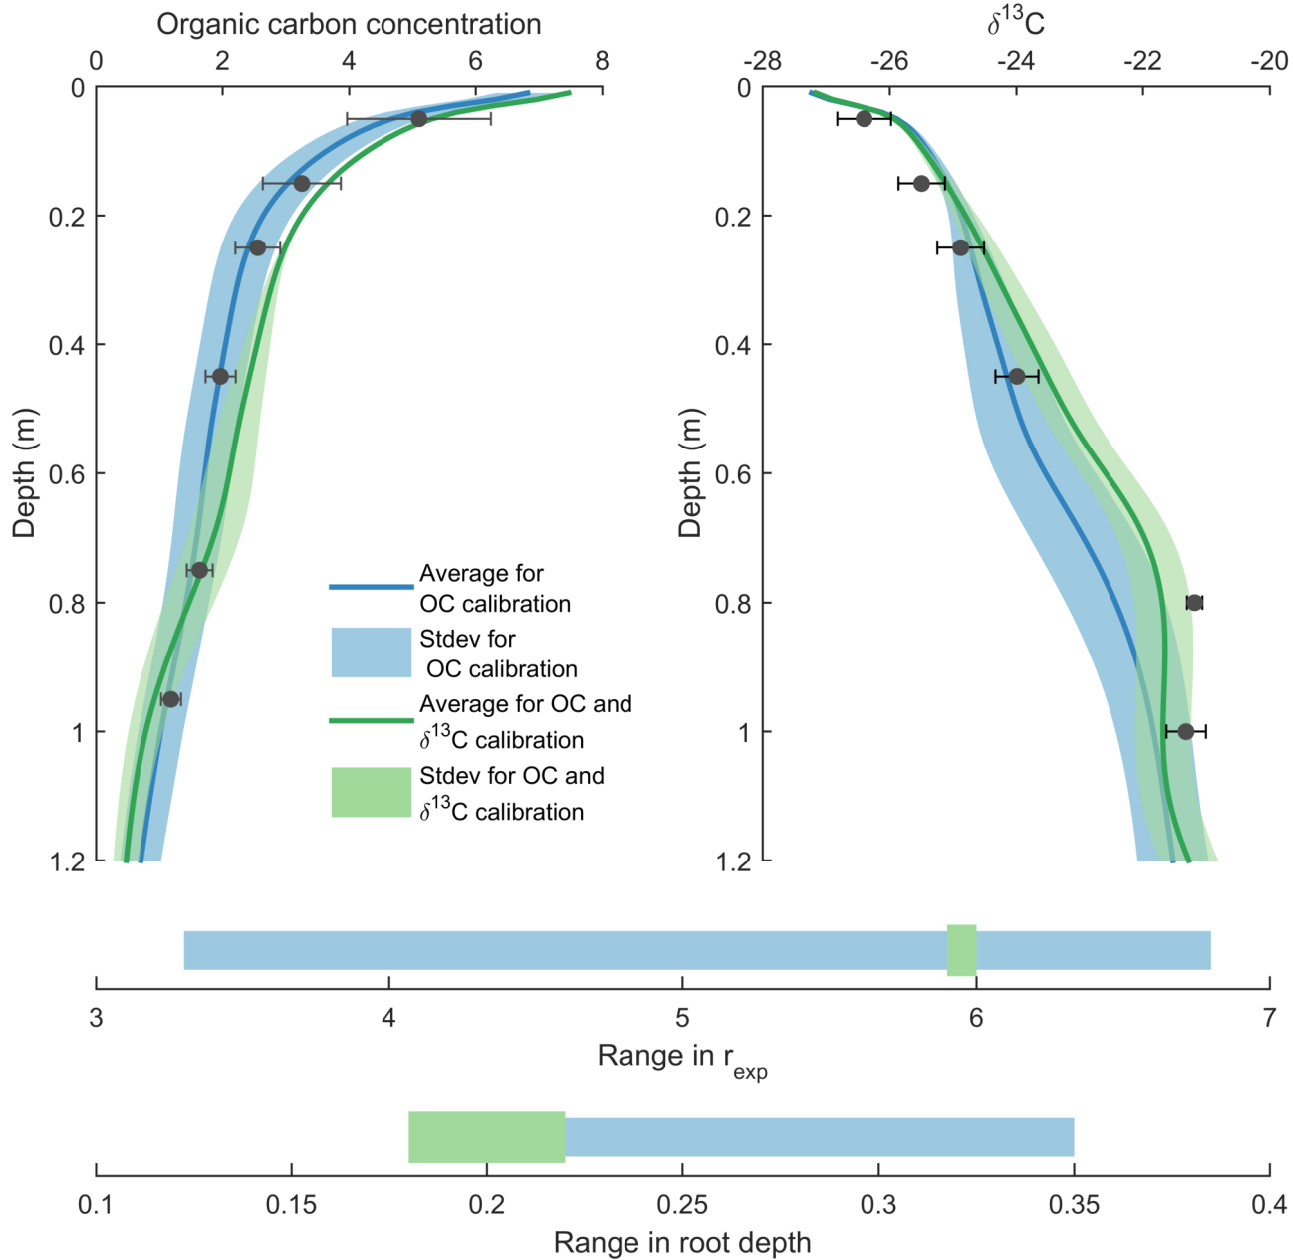 Organic carbon concentration
0 2 4 6 8
0
0.2
0.4
0.6
0.8
1
1.2
Depth (m)
Average for
OC calibration
Stdev for
OC calibration
Average for OC and
δ13C calibration
Stdev for OC and
δ13C calibration
δ13C
-28 -26 -24 -22 -20
0
0.2
0.4
0.6
0.8
1
1.2
Depth (m)
3 4 5 6 7
Range in rexp
0.1 0.15 0.2 0.25 0.3 0.35 0.4
Range in root depth